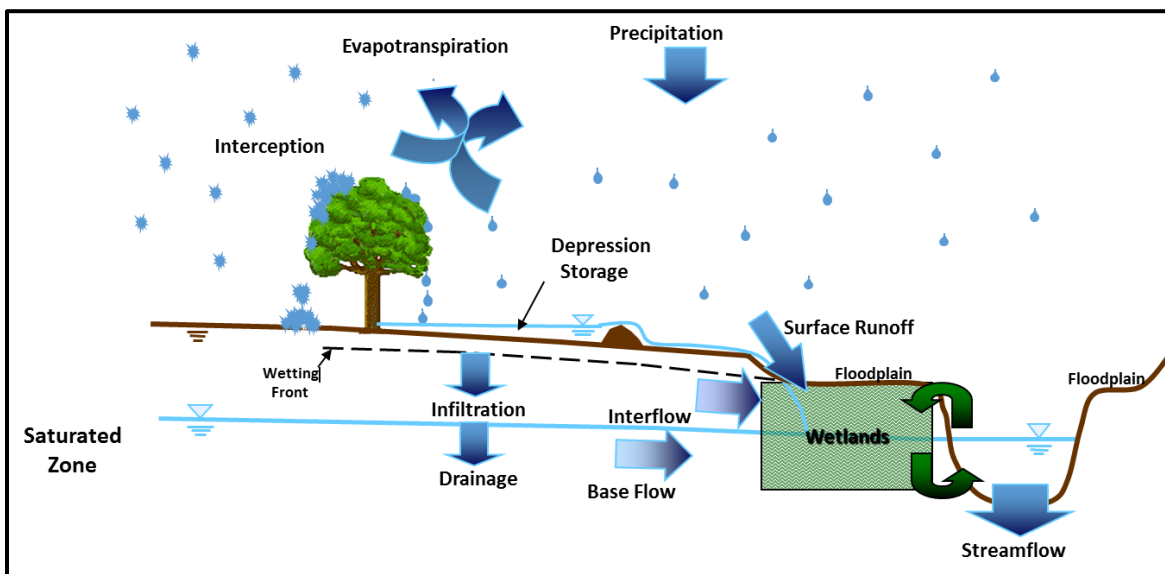 Precipitation
Evapotranspiration
Interception
Depression
Storage
Surface Runoff
Wetting
Front
Floodplain
Floodplain
Infiltration
Interflow
Wetlands
Saturated
Zone
Drainage
Base Flow
Streamflow